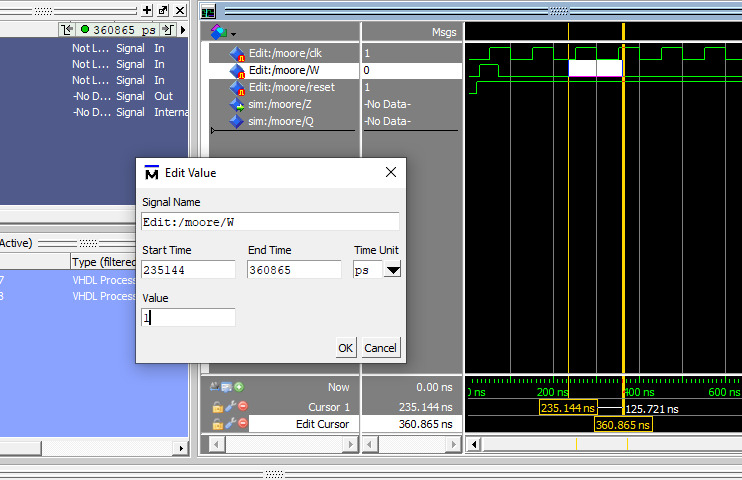 360865 ps
Not L... Signal In
Not L... Signal In
Not L... Signal In
-No D... Signal Out
-No D... Signal Interna
Active)
Type (filtered
7 VHDL Process
3 VHDL Process
Msgs
Edit:/moore/clk 1
Edit:/moore/W 0
Edit:/moore/reset 1
sim:/moore/Z -No Data-
sim:/moore/Q -No Data-
M Edit Value
Signal Name
Edit:/moore/W
Start Time End Time Time Unit
235144 360865 ps
Value
1
OK Cancel
Now 0.00 ns
Cursor 1 235.144 ns
Edit Cursor 360.865 ns
ns 200 ns 400 ns 600 ns
235.144 ns 125.721 ns
360.865 ns